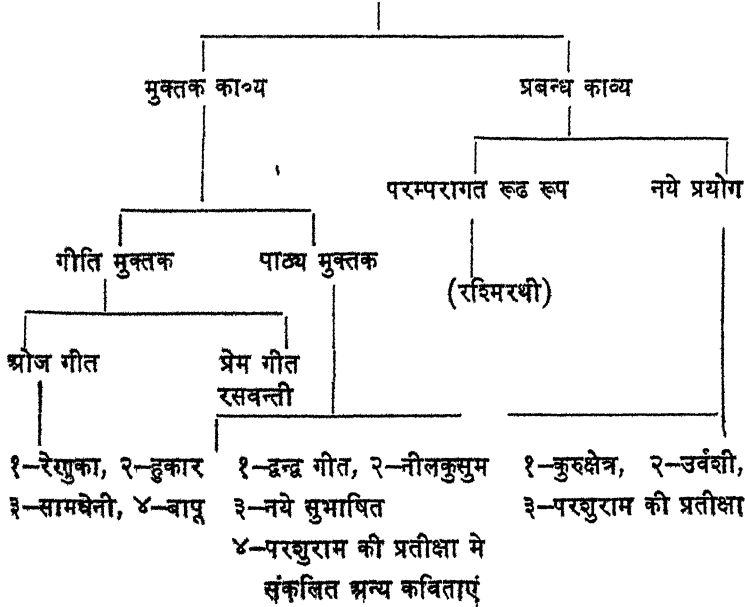 मुक्तक काव्य प्रबन्ध काव्य
परम्परागत रूढ रूप नये प्रयोग
गीति मुक्तक पाठ्य मुक्तक
(रश्मिरथी)
ओज गीत प्रेम गीत
रसवन्ती
१–रेणुका, २–हुकार १–द्वन्द्व गीत, २–नीलकुसुम १–कुरुक्षेत्र, २–उर्वशी,
३–सामधेनी, ४–बापू ३–नये सुभाषित ३–परशुराम की प्रतीक्षा
४–परशुराम की प्रतीक्षा मे
संकलित अन्य कविताएं